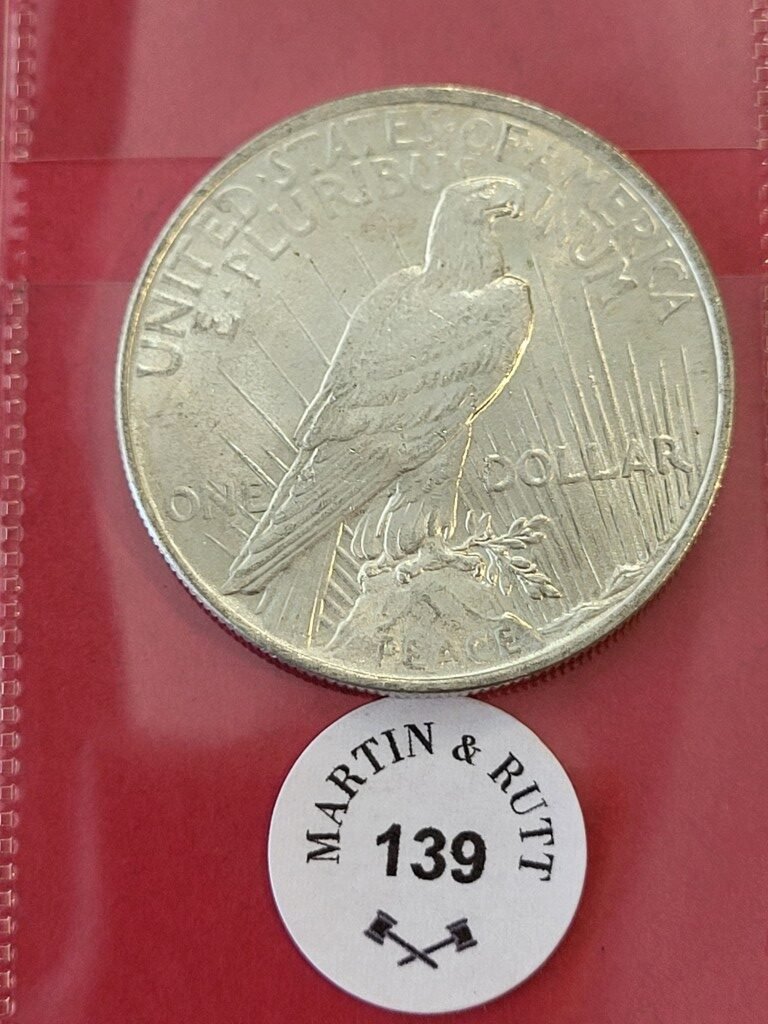 UNITED·STATES·OF·AMERICA
E·PLURIBUS UNUM
ONE DOLLAR
PEACE
MARTIN & RUTT
139